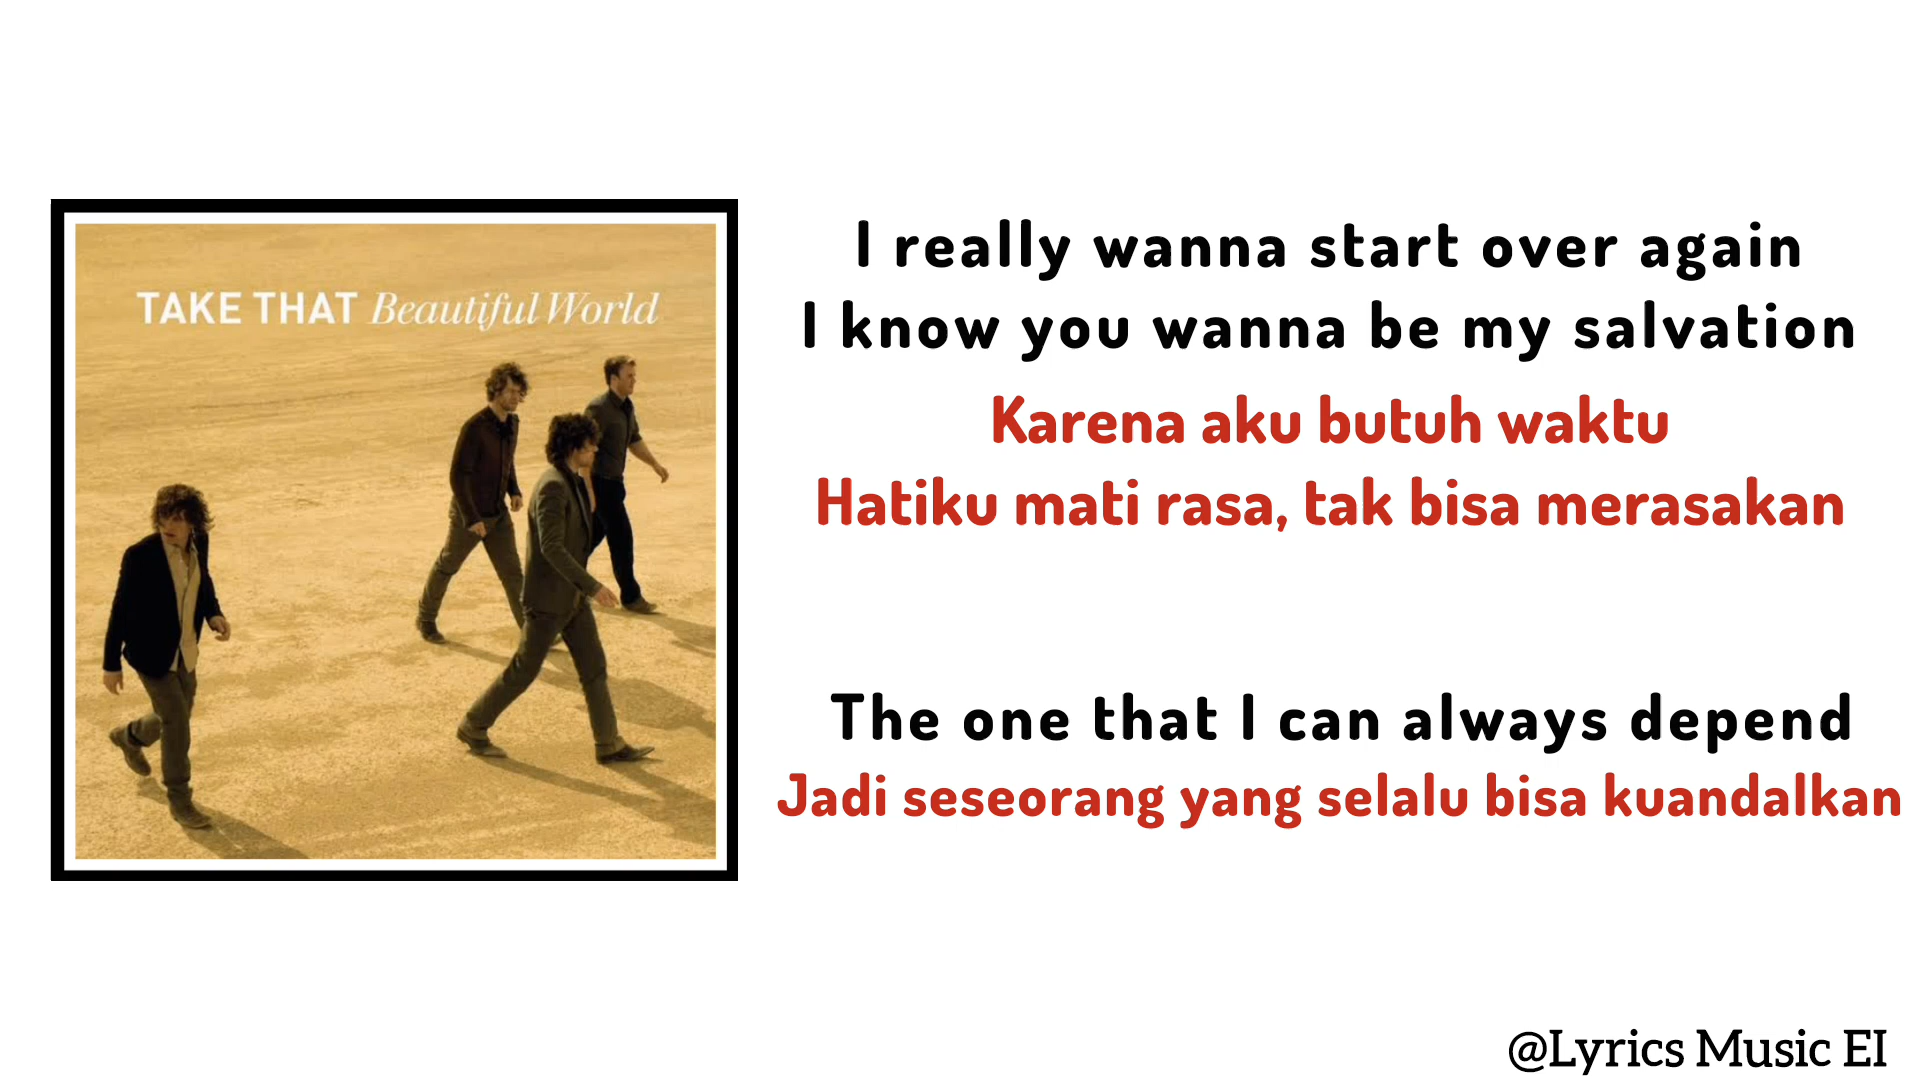 TAKE THAT Beautiful World
I really wanna start over again
I know you wanna be my salvation
Karena aku butuh waktu
Hatiku mati rasa, tak bisa merasakan
The one that I can always depend
Jadi seseorang yang selalu bisa kuandalkan
@Lyrics Music EI